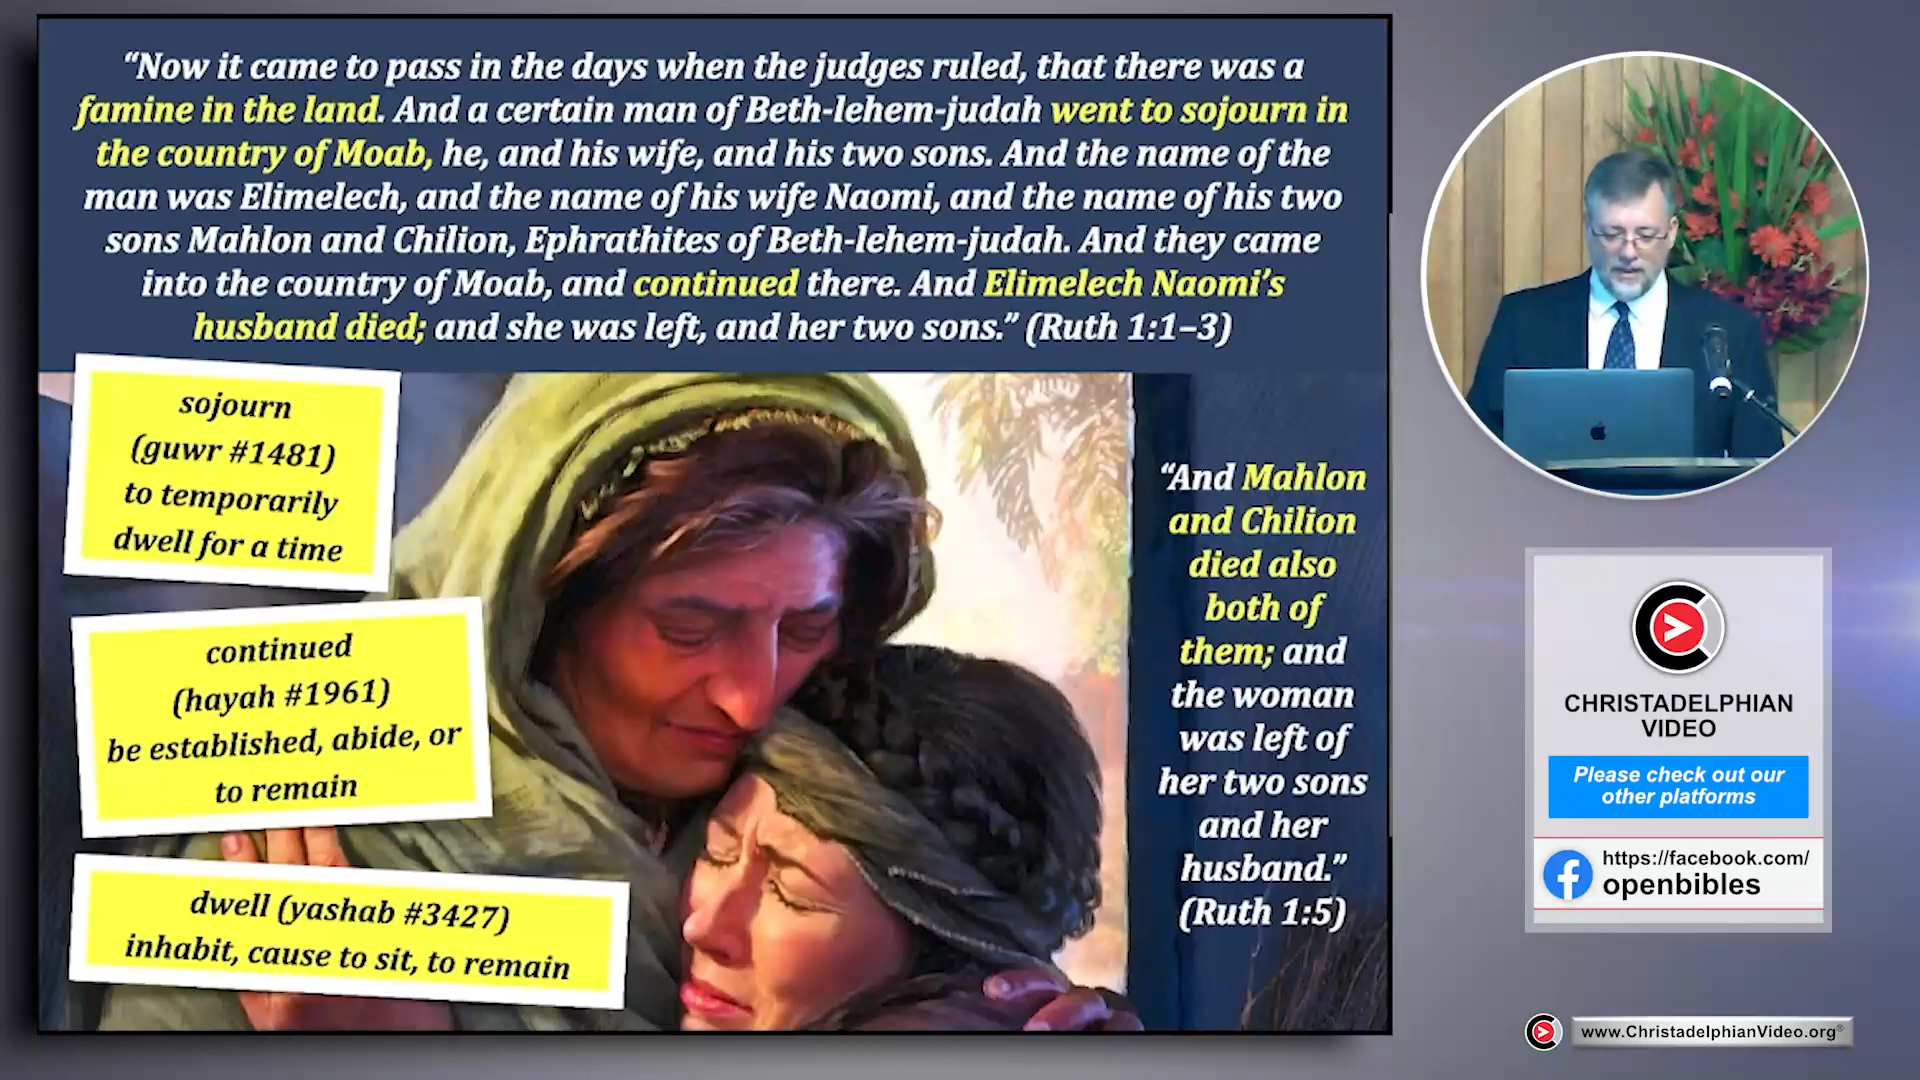 “Now it came to pass in the days when the judges ruled, that there was a
famine in the land. And a certain man of Beth-lehem-judah went to sojourn in
the country of Moab, he, and his wife, and his two sons. And the name of the
man was Elimelech, and the name of his wife Naomi, and the name of his two
sons Mahlon and Chilion, Ephrathites of Beth-lehem-judah. And they came
into the country of Moab, and continued there. And Elimelech Naomi’s
husband died; and she was left, and her two sons.” (Ruth 1:1–3)
sojourn
(guwr #1481)
to temporarily
dwell for a time
continued
(hayah #1961)
be established, abide, or
to remain
dwell (yashab #3427)
inhabit, cause to sit, to remain
“And Mahlon
and Chilion
died also
both of
them; and
the woman
was left of
her two sons
and her
husband.”
(Ruth 1:5)
CHRISTADELPHIAN
VIDEO
Please check out our
other platforms
https://facebook.com/
openbibles
www.ChristadelphianVideo.org®